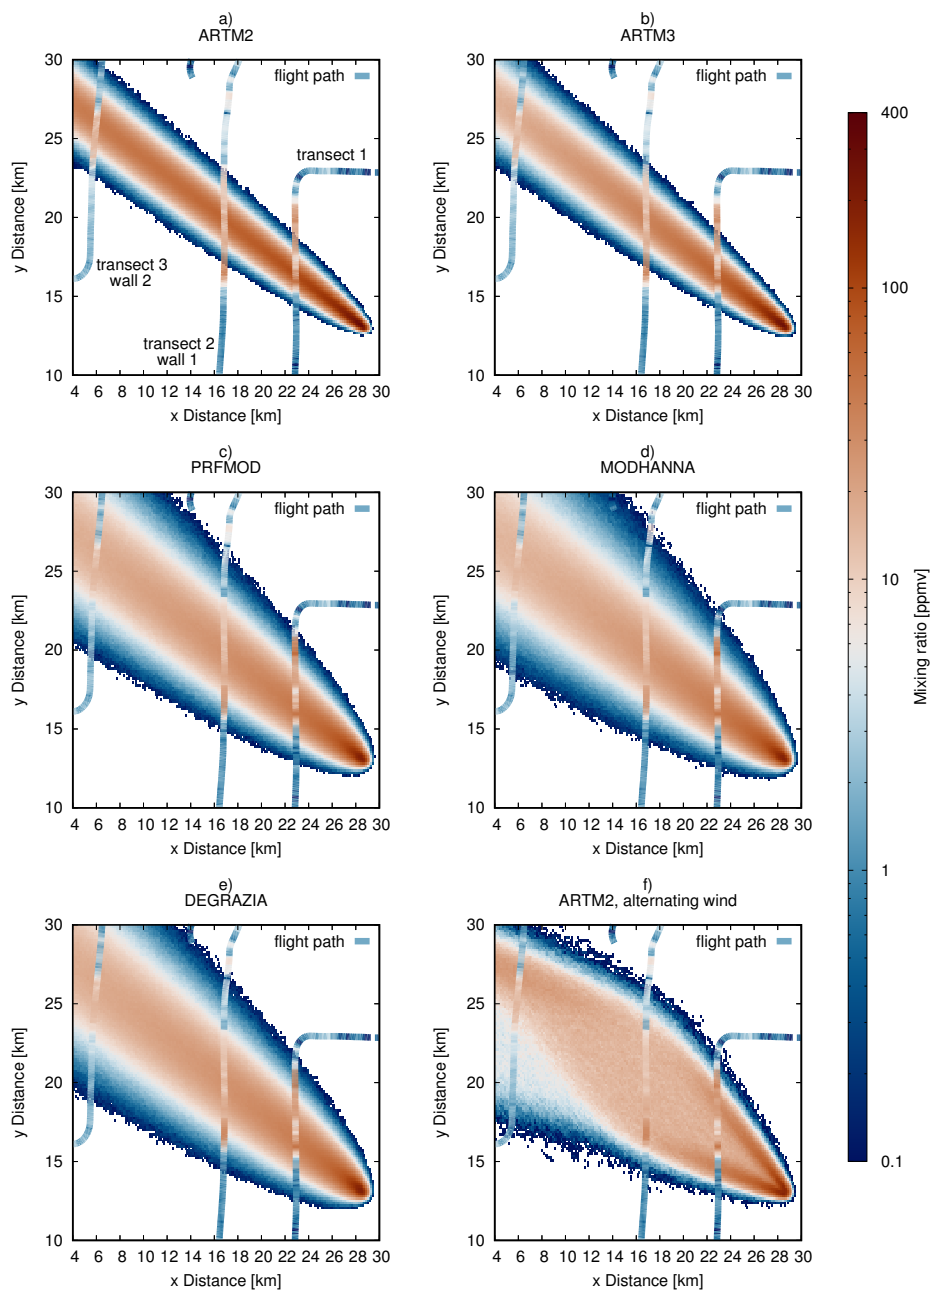 a)
ARTM2
30
25
20
15
10
4 6 8 10 12 14 16 18 20 22 24 26 28 30
y Distance [km]
x Distance [km]
flight path
transect 1
transect 3
wall 2
transect 2
wall 1
b)
ARTM3
30
25
20
15
10
4 6 8 10 12 14 16 18 20 22 24 26 28 30
y Distance [km]
x Distance [km]
flight path
c)
PRFMOD
30
25
20
15
10
4 6 8 10 12 14 16 18 20 22 24 26 28 30
y Distance [km]
x Distance [km]
flight path
d)
MODHANNA
30
25
20
15
10
4 6 8 10 12 14 16 18 20 22 24 26 28 30
y Distance [km]
x Distance [km]
flight path
e)
DEGRAZIA
30
25
20
15
10
4 6 8 10 12 14 16 18 20 22 24 26 28 30
y Distance [km]
x Distance [km]
flight path
f)
ARTM2, alternating wind
30
25
20
15
10
4 6 8 10 12 14 16 18 20 22 24 26 28 30
y Distance [km]
x Distance [km]
flight path
400
100
10
1
0.1
Mixing ratio [ppmv]